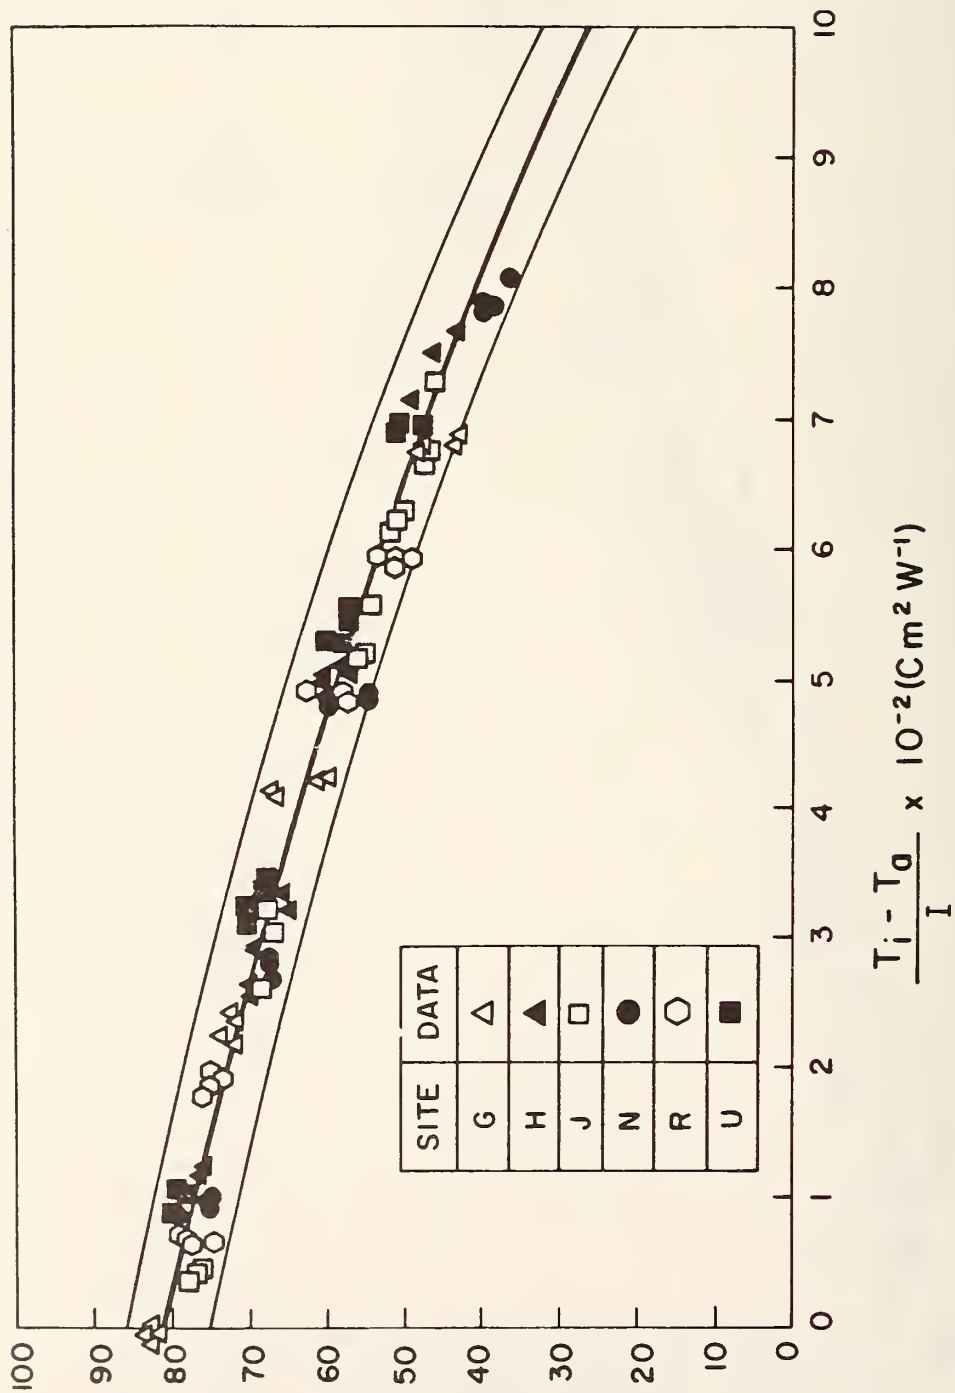 100
90
80
70
60
50
40
30
20
10
0
0 1 2 3 4 5 6 7 8 9 10
SITE DATA
G △
H ▲
J □
N ●
R ⬡
U ■
Ti - Ta
I
x 10⁻² (C m² W⁻¹)